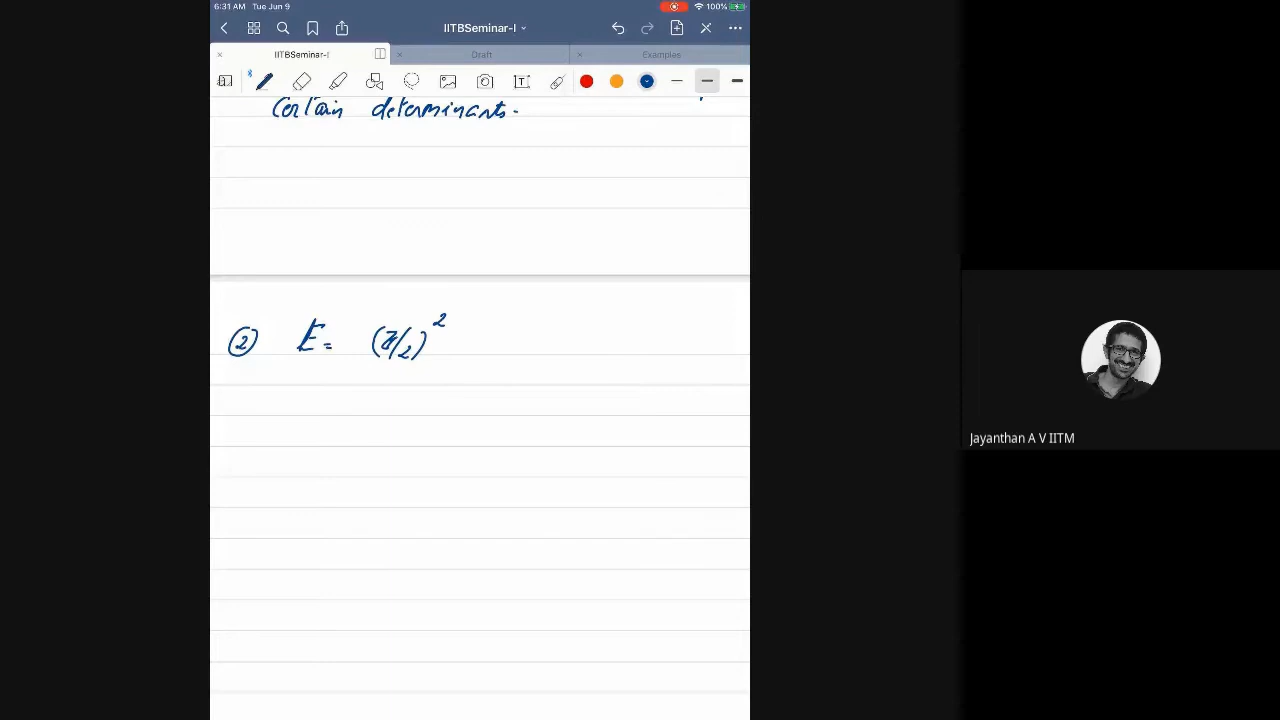 6:31 AM Tue Jun 9
100%
IITBSeminar-I
IITBSeminar-I
Draft
Examples
Certain determinants.
② E = (ℤ/2)²
Jayanthan A V IITM